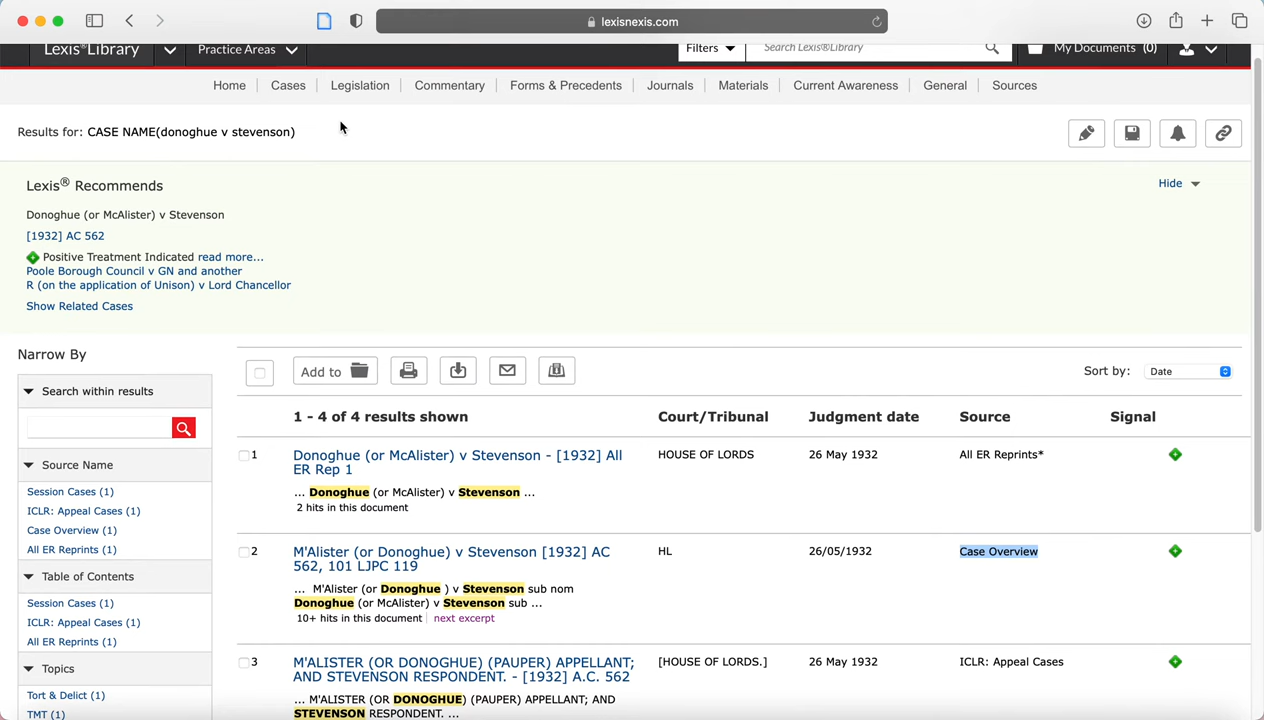 lexisnexis.com
Lexis®Library
Practice Areas
Filters
Search Lexis®Library
My Documents (0)
Home
Cases
Legislation
Commentary
Forms & Precedents
Journals
Materials
Current Awareness
General
Sources
Results for: CASE NAME(donoghue v stevenson)
Lexis® Recommends
Hide
Donoghue (or McAlister) v Stevenson
[1932] AC 562
Positive Treatment Indicated read more...
Poole Borough Council v GN and another
R (on the application of Unison) v Lord Chancellor
Show Related Cases
Narrow By
Search within results
Source Name
Session Cases (1)
ICLR: Appeal Cases (1)
Case Overview (1)
All ER Reprints (1)
Table of Contents
Session Cases (1)
ICLR: Appeal Cases (1)
All ER Reprints (1)
Topics
Tort & Delict (1)
TMT (1)
Add to
Sort by: Date
1 - 4 of 4 results shown
Court/Tribunal
Judgment date
Source
Signal
1
Donoghue (or McAlister) v Stevenson - [1932] All
ER Rep 1
HOUSE OF LORDS
26 May 1932
All ER Reprints*
... Donoghue (or McAlister) v Stevenson ...
2 hits in this document
2
M'Alister (or Donoghue) v Stevenson [1932] AC
562, 101 LJPC 119
HL
26/05/1932
Case Overview
... M'Alister (or Donoghue ) v Stevenson sub nom
Donoghue (or McAlister) v Stevenson sub ...
10+ hits in this document
next excerpt
3
M'ALISTER (OR DONOGHUE) (PAUPER) APPELLANT;
AND STEVENSON RESPONDENT. - [1932] A.C. 562
[HOUSE OF LORDS.]
26 May 1932
ICLR: Appeal Cases
... M'ALISTER (OR DONOGHUE) (PAUPER) APPELLANT; AND
STEVENSON RESPONDENT. ...